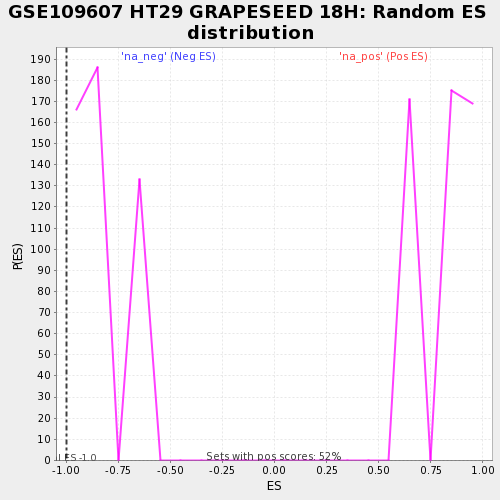 GSE109607 HT29 GRAPESEED 18H: Random ES
distribution
'na_neg' (Neg ES)
'na_pos' (Pos ES)
190
180
170
160
150
140
130
120
110
100
90
80
70
60
50
40
30
20
10
0
P(ES)
ES -1.0
Sets with pos scores: 52%
-1.00 -0.75 -0.50 -0.25 0.00 0.25 0.50 0.75 1.00
ES